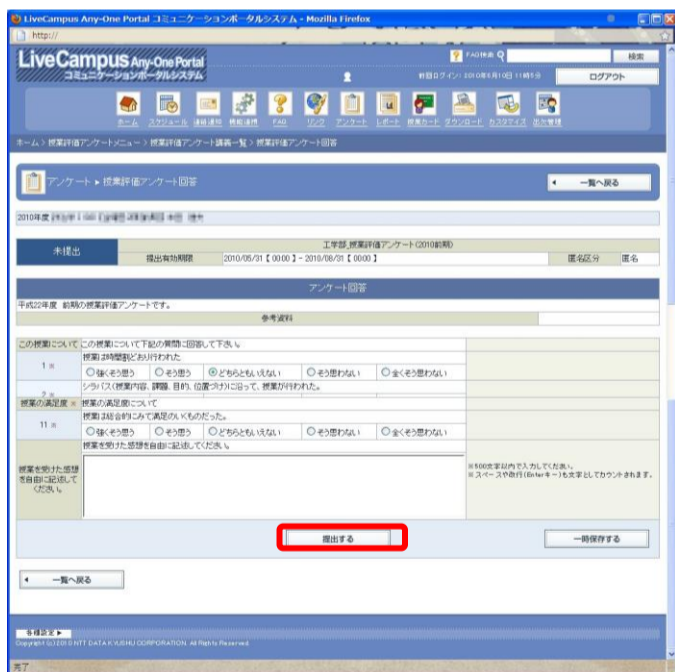 LiveCampus Any-One Portal コミュニケーションポータルシステム - Mozilla Firefox
http://
LiveCampus Any-One Portal
コミュニケーションポータルシステム
FAQ検索 検索
前回ログイン: 2010年8月10日 11時5分 ログアウト
ホーム スケジュール 連絡通知 機能連携 FAQ リンク アンケート レポート 授業カード ダウンロード カスタマイズ 出力管理
ホーム > 授業評価アンケートメニュー > 授業評価アンケート講義一覧 > 授業評価アンケート回答
アンケート ▶ 授業評価アンケート回答 一覧へ戻る
2010年度
未提出 工学部_授業評価アンケート(2010前期)
提出有効期限 2010/05/31 【 00:00 】 - 2010/08/31 【 00:00 】 匿名区分 匿名
アンケート回答
平成22年度 前期の授業評価アンケートです。
参考資料
この授業について この授業について下記の質問に回答して下さい。
授業は時間割どおり行われた
1 ※ 強くそう思う そう思う どちらともいえない そう思わない 全くそう思わない
シラバス(授業内容、課題、目的、位置づけ)に沿って、授業が行われた。
授業の満足度 ※ 授業の満足度について
授業は総合的にみて満足のいくものだった。
11 ※ 強くそう思う そう思う どちらともいえない そう思わない 全くそう思わない
授業を受けた感想を自由に記述してください。
授業を受けた感想を自由に記述してください。
※500文字以内で入力してください。
※スペースや改行(Enterキー)も文字としてカウントされます。
提出する 一時保存する
一覧へ戻る
各種設定 ▶
Copyright (c) 2010 NTT DATA KYUSHU CORPORATION. All Rights Reserved.
完了